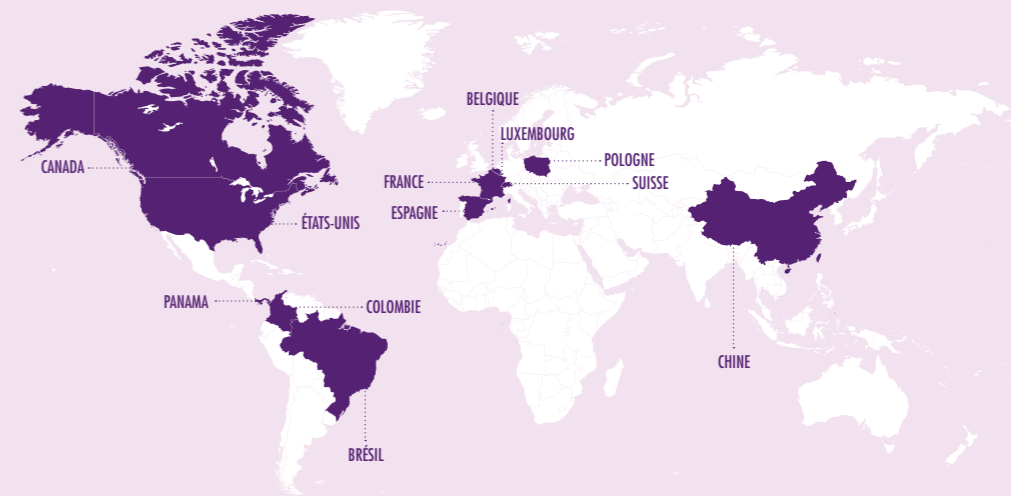 BELGIQUE
LUXEMBOURG
POLOGNE
CANADA
FRANCE
SUISSE
ESPAGNE
ÉTATS-UNIS
PANAMA
COLOMBIE
CHINE
BRÉSIL